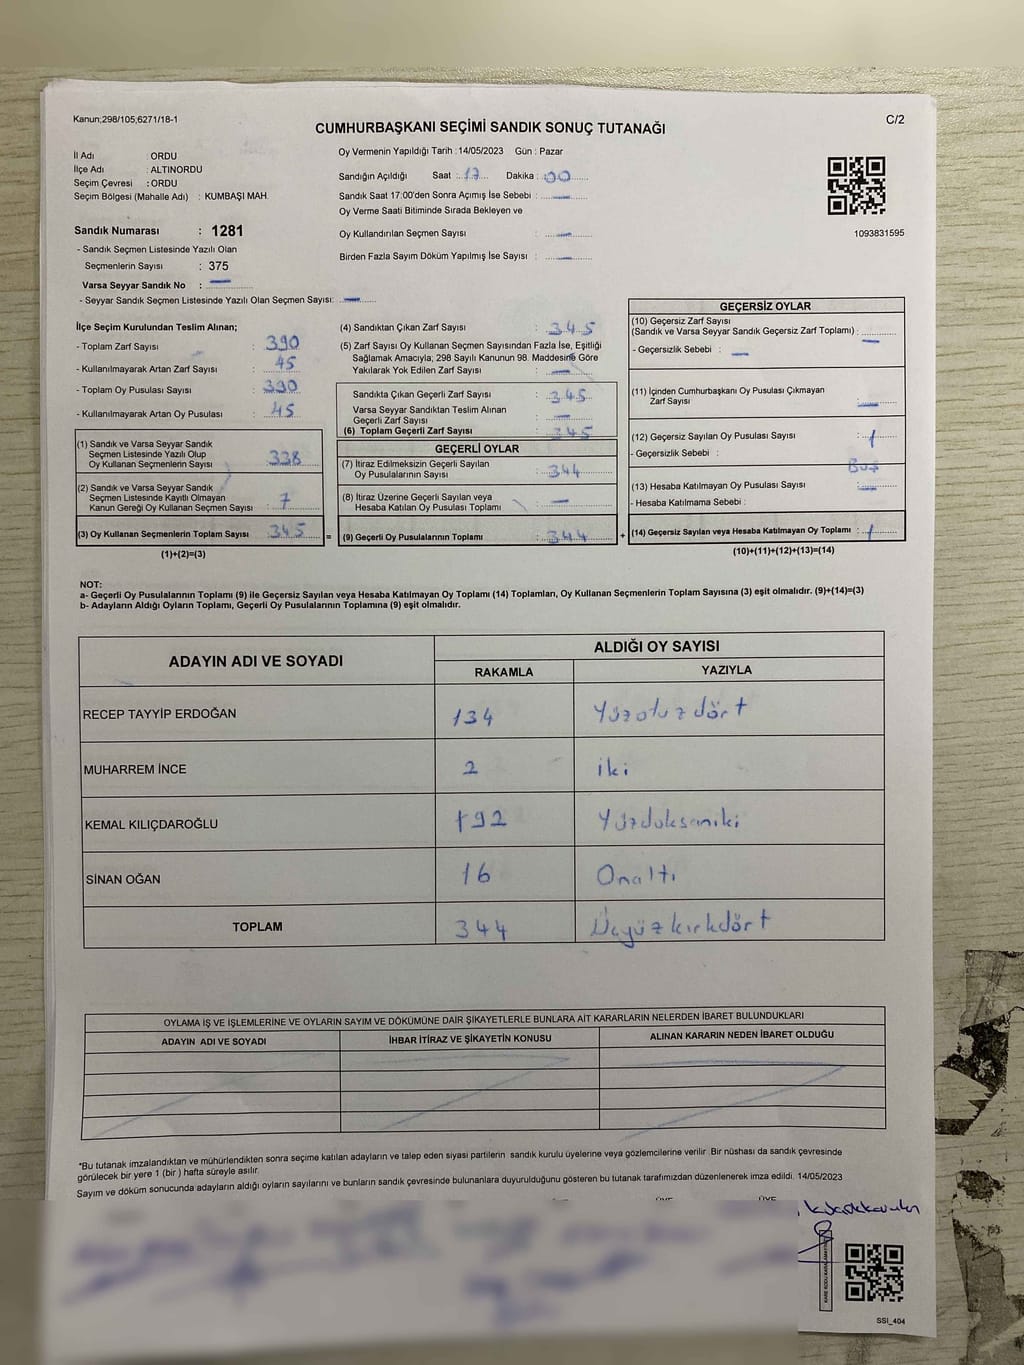 Kanun;298/105;6271/18-1
C/2
CUMHURBAŞKANI SEÇİMİ SANDIK SONUÇ TUTANAĞI
İl Adı : ORDU
İlçe Adı : ALTINORDU
Seçim Çevresi : ORDU
Seçim Bölgesi (Mahalle Adı) : KUMBAŞI MAH.
Sandık Numarası : 1281
- Sandık Seçmen Listesinde Yazılı Olan
Seçmenlerin Sayısı : 375
Varsa Seyyar Sandık No : —
- Seyyar Sandık Seçmen Listesinde Yazılı Olan Seçmen Sayısı: —
Oy Vermenin Yapıldığı Tarih : 14/05/2023 Gün : Pazar
Sandığın Açıldığı Saat : 17 Dakika : 00
Sandık Saat 17:00'den Sonra Açımış İse Sebebi : —
Oy Verme Saati Bitiminde Sırada Bekleyen ve
Oy Kullandırılan Seçmen Sayısı : —
Birden Fazla Sayım Döküm Yapılmış İse Sayısı : —
1093831595
İlçe Seçim Kurulundan Teslim Alınan;
- Toplam Zarf Sayısı : 390
- Kullanılmayarak Artan Zarf Sayısı : 45
- Toplam Oy Pusulası Sayısı : 390
- Kullanılmayarak Artan Oy Pusulası : 45
(1) Sandık ve Varsa Seyyar Sandık
Seçmen Listesinde Yazılı Olup
Oy Kullanan Seçmenlerin Sayısı : 338
(2) Sandık ve Varsa Seyyar Sandık
Seçmen Listesinde Kayıtlı Olmayan
Kanun Gereği Oy Kullanan Seçmen Sayısı : 7
(3) Oy Kullanan Seçmenlerin Toplam Sayısı : 345
(1)+(2)=(3)
(4) Sandıktan Çıkan Zarf Sayısı : 345
(5) Zarf Sayısı Oy Kullanan Seçmen Sayısından Fazla İse, Eşitliği
Sağlamak Amacıyla; 298 Sayılı Kanunun 98. Maddesine Göre
Yakılarak Yok Edilen Zarf Sayısı : —
Sandıkta Çıkan Geçerli Zarf Sayısı : 345
Varsa Seyyar Sandıktan Teslim Alınan
Geçerli Zarf Sayısı : —
(6) Toplam Geçerli Zarf Sayısı : 345
GEÇERLİ OYLAR
(7) İtiraz Edilmeksizin Geçerli Sayılan
Oy Pusulalarının Sayısı : 344
(8) İtiraz Üzerine Geçerli Sayılan veya
Hesaba Katılan Oy Pusulası Toplamı : —
= (9) Geçerli Oy Pusulalarının Toplamı : 344 +
GEÇERSİZ OYLAR
(10) Geçersiz Zarf Sayısı
(Sandık ve Varsa Seyyar Sandık Geçersiz Zarf Toplamı) : —
- Geçersizlik Sebebi : —
(11) İçinden Cumhurbaşkanı Oy Pusulası Çıkmayan
Zarf Sayısı : —
(12) Geçersiz Sayılan Oy Pusulası Sayısı : 1
- Geçersizlik Sebebi : Boş
(13) Hesaba Katılmayan Oy Pusulası Sayısı : —
- Hesaba Katılmama Sebebi :
(14) Geçersiz Sayılan veya Hesaba Katılmayan Oy Toplamı : 1
(10)+(11)+(12)+(13)=(14)
NOT:
a- Geçerli Oy Pusulalarının Toplamı (9) ile Geçersiz Sayılan veya Hesaba Katılmayan Oy Toplamı (14) Toplamları, Oy Kullanan Seçmenlerin Toplam Sayısına (3) eşit olmalıdır. (9)+(14)=(3)
b- Adayların Aldığı Oyların Toplamı, Geçerli Oy Pusulalarının Toplamına (9) eşit olmalıdır.
ADAYIN ADI VE SOYADI
ALDIĞI OY SAYISI
RAKAMLA YAZIYLA
RECEP TAYYİP ERDOĞAN 134 Yüzotuzdört
MUHARREM İNCE 2 iki
KEMAL KILIÇDAROĞLU 192 Yüzdoksaniki
SİNAN OĞAN 16 Onaltı
TOPLAM 344 Üçyüzkırkdört
OYLAMA İŞ VE İŞLEMLERİNE VE OYLARIN SAYIM VE DÖKÜMÜNE DAİR ŞİKAYETLERLE BUNLARA AİT KARARLARIN NELERDEN İBARET BULUNDUKLARI
ADAYIN ADI VE SOYADI İHBAR İTİRAZ VE ŞİKAYETİN KONUSU ALINAN KARARIN NEDEN İBARET OLDUĞU
*Bu tutanak imzalandıktan ve mühürlendikten sonra seçime katılan adayların ve talep eden siyasi partilerin sandık kurulu üyelerine veya gözlemcilerine verilir. Bir nüshası da sandık çevresinde
görülecek bir yere 1 (bir ) hafta süreyle asılır.
Sayım ve döküm sonucunda adayların aldığı oyların sayılarını ve bunların sandık çevresinde bulunanlara duyurulduğunu gösteren bu tutanak tarafımızdan düzenlenerek imza edildi. 14/05/2023
ÜYE ÜYE
SSI_404